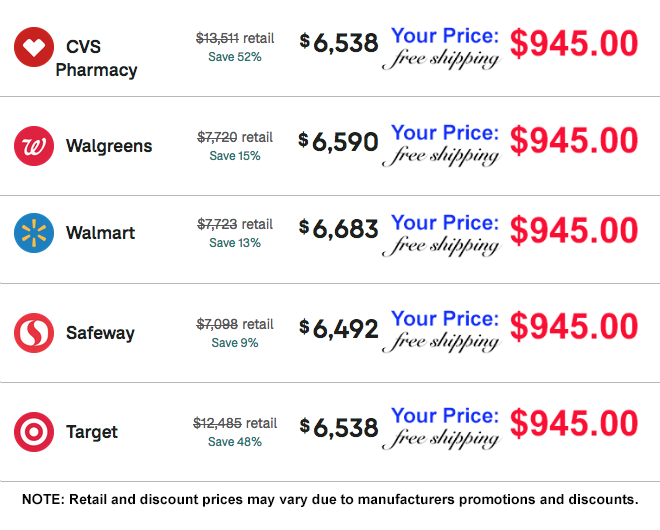 CVS Pharmacy
$13,511 retail
Save 52%
$6,538
Your Price:
free shipping
$945.00
W
Walgreens
$7,720 retail
Save 15%
$6,590
Your Price:
free shipping
$945.00
Walmart
$7,723 retail
Save 13%
$6,683
Your Price:
free shipping
$945.00
Safeway
$7,098 retail
Save 9%
$6,492
Your Price:
free shipping
$945.00
Target
$12,485 retail
Save 48%
$6,538
Your Price:
free shipping
$945.00
NOTE: Retail and discount prices may vary due to manufacturers promotions and discounts.